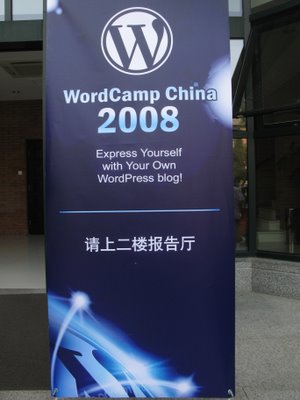 WordCamp China
2008
Express Yourself
with Your Own
WordPress blog!
请上二楼报告厅